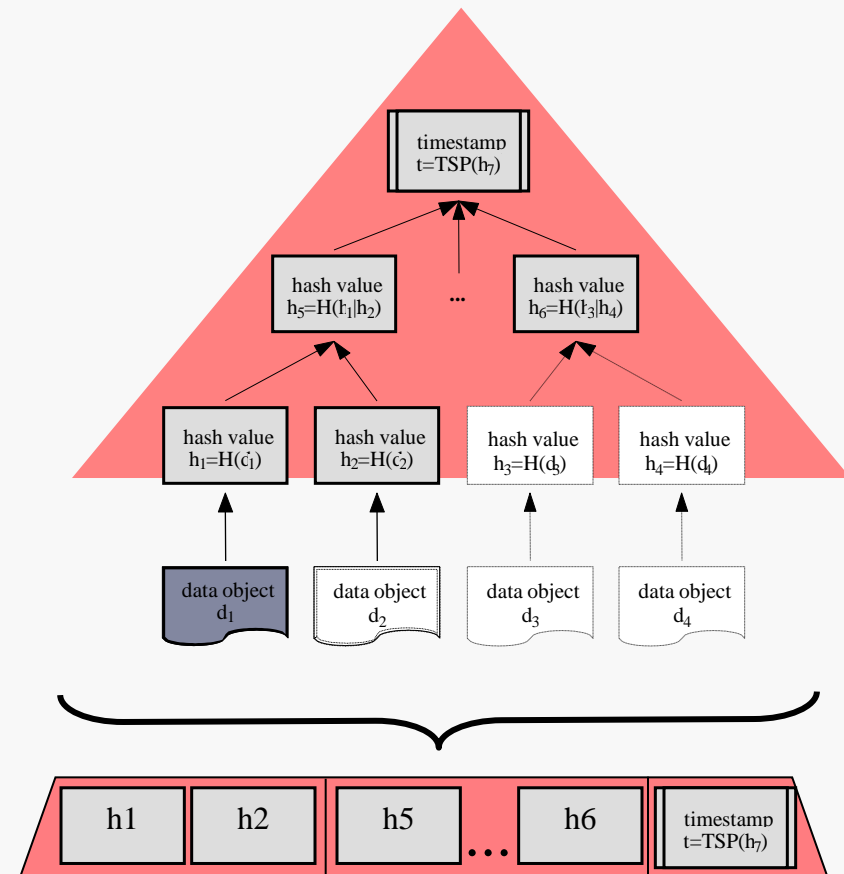 timestamp
t=TSP(h₇)
hash value
h₅=H(h₁|h₂)
...
hash value
h₆=H(h₃|h₄)
hash value
h₁=H(d₁)
hash value
h₂=H(d₂)
hash value
h₃=H(d₃)
hash value
h₄=H(d₄)
data object
d₁
data object
d₂
data object
d₃
data object
d₄
h1
h2
h5
...
h6
timestamp
t=TSP(h₇)